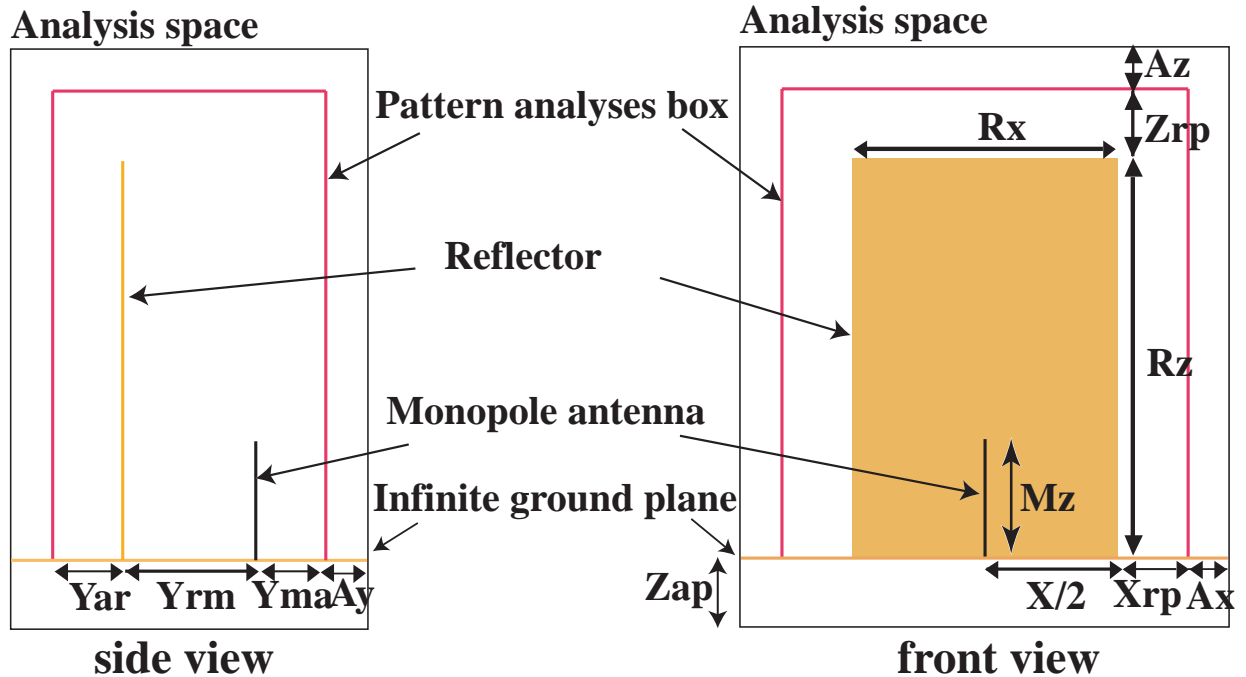 Analysis space
Analysis space
Az
Pattern analyses box
Rx
Zrp
Reflector
Rz
Monopole antenna
Infinite ground plane
Mz
Yar
Yrm
Yma
Ay
Zap
X/2
Xrp
Ax
side view
front view